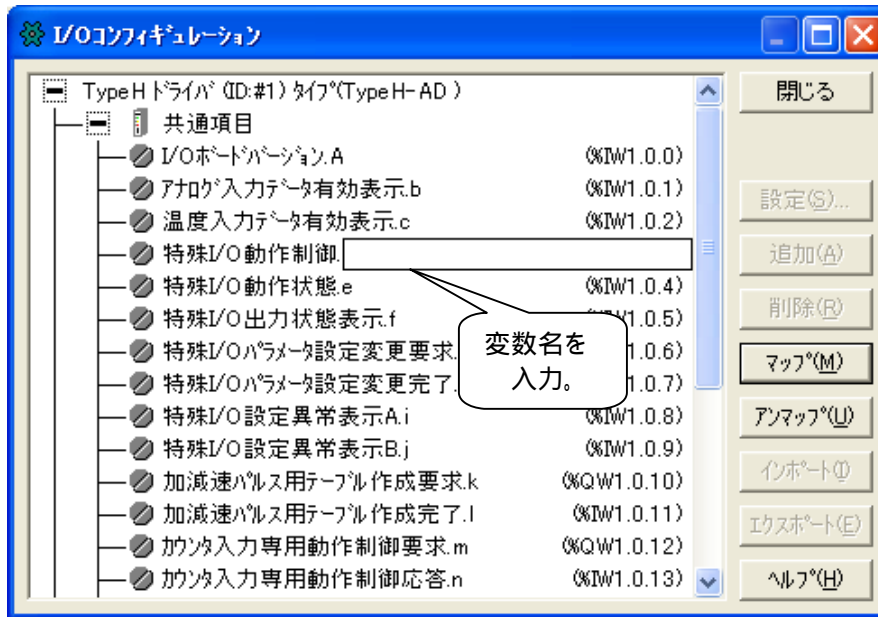 I/Oコンフィギュレーション
TypeH ドライバ (ID:#1) タイプ(TypeH-AD )
共通項目
I/Oボードバージョン.A (%IW1.0.0)
アナログ入力データ有効表示.b (%IW1.0.1)
温度入力データ有効表示.c (%IW1.0.2)
特殊I/O動作制御.
特殊I/O動作状態.e (%IW1.0.4)
特殊I/O出力状態表示.f 1.0.5)
特殊I/Oパラメータ設定変更要求. 1.0.6)
特殊I/Oパラメータ設定変更完了. 1.0.7)
特殊I/O設定異常表示A.i (%IW1.0.8)
特殊I/O設定異常表示B.j (%IW1.0.9)
加減速パルス用テーブル作成要求.k (%QW1.0.10)
加減速パルス用テーブル作成完了.l (%IW1.0.11)
カウンタ入力専用動作制御要求.m (%QW1.0.12)
カウンタ入力専用動作制御応答.n (%IW1.0.13)
変数名を
入力。
閉じる
設定(S)...
追加(A)
削除(R)
マップ(M)
アンマップ(U)
インポート(I)
エクスポート(E)
ヘルプ(H)